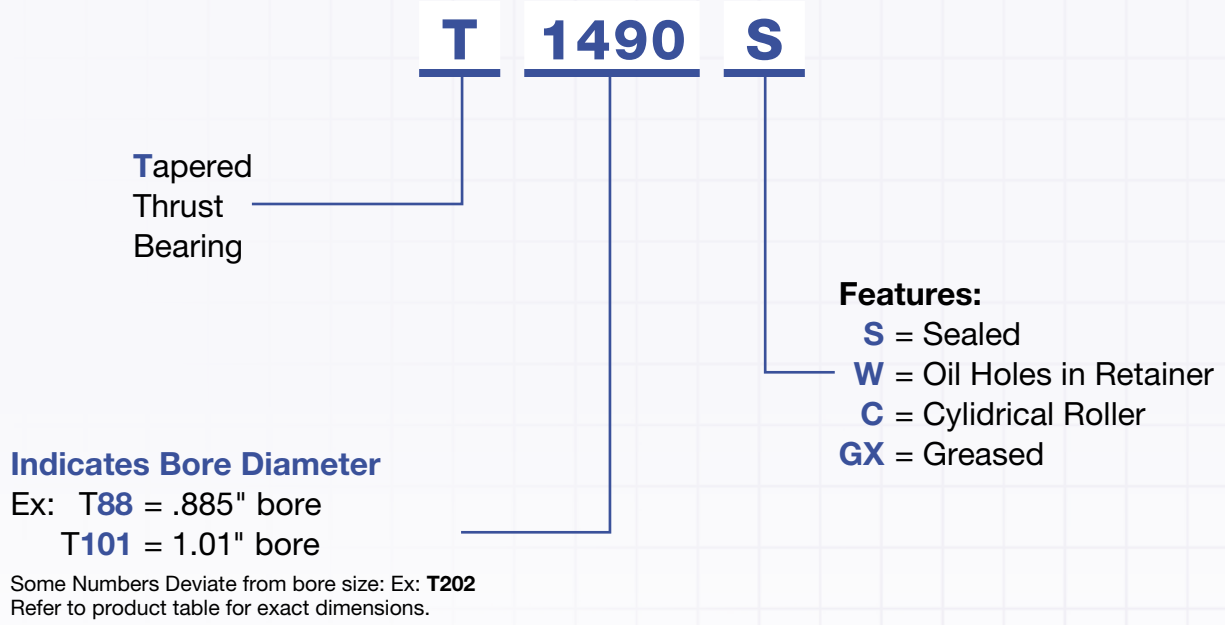 T 1490 S
Tapered
Thrust
Bearing
Features:
S = Sealed
W = Oil Holes in Retainer
C = Cylidrical Roller
GX = Greased
Indicates Bore Diameter
Ex: T88 = .885" bore
T101 = 1.01" bore
Some Numbers Deviate from bore size: Ex: T202
Refer to product table for exact dimensions.